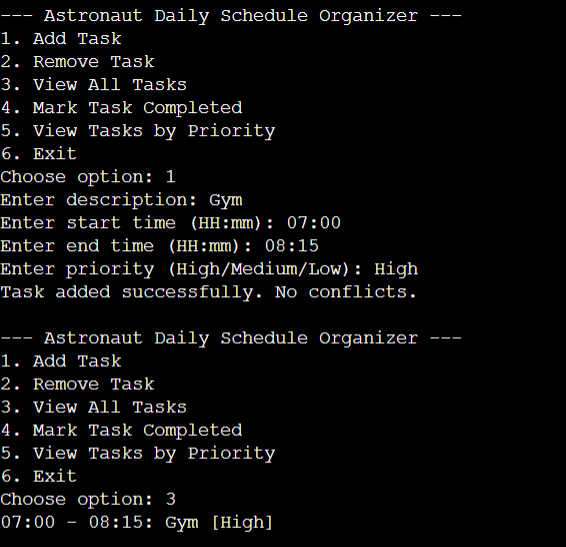 --- Astronaut Daily Schedule Organizer ---
1. Add Task
2. Remove Task
3. View All Tasks
4. Mark Task Completed
5. View Tasks by Priority
6. Exit
Choose option: 1
Enter description: Gym
Enter start time (HH:mm): 07:00
Enter end time (HH:mm): 08:15
Enter priority (High/Medium/Low): High
Task added successfully. No conflicts.

--- Astronaut Daily Schedule Organizer ---
1. Add Task
2. Remove Task
3. View All Tasks
4. Mark Task Completed
5. View Tasks by Priority
6. Exit
Choose option: 3
07:00 - 08:15: Gym [High]